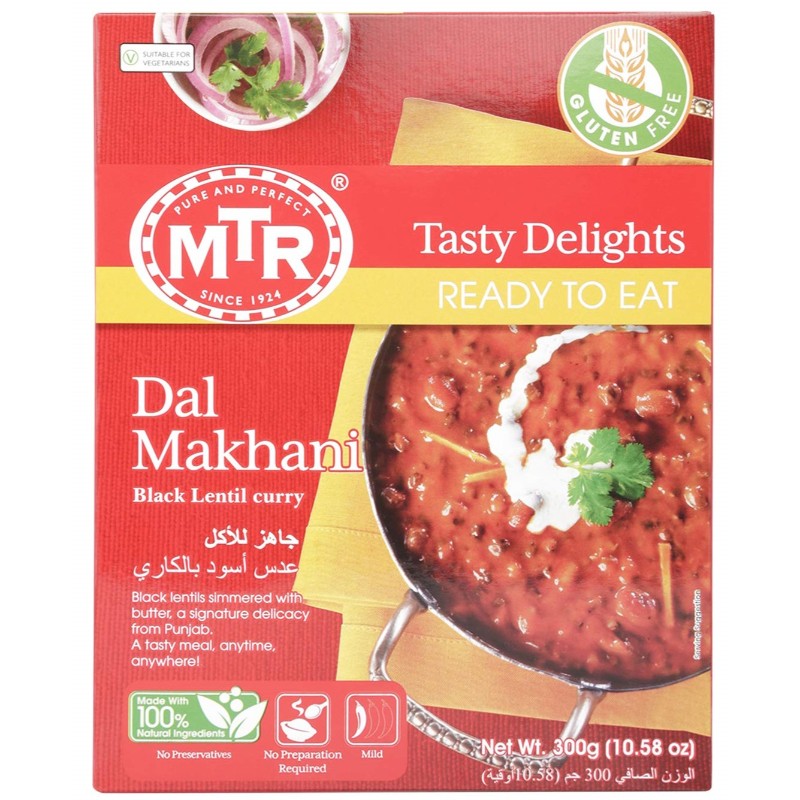 SUITABLE FOR
VEGETARIANS
GLUTEN FREE
PURE AND PERFECT
MTR®
SINCE 1924
Tasty Delights
READY TO EAT
Dal
Makhani
Black Lentil curry
جاهز للأكل
عدس أسود بالكاري
Black lentils simmered with
butter, a signature delicacy
from Punjab.
A tasty meal, anytime,
anywhere!
Serving Suggestion
Made With
100%
Natural Ingredients
No Preservatives
No Preparation
Required
Mild
Net Wt. 300g (10.58 oz)
الوزن الصافي 300 جم (10.58اوقية)